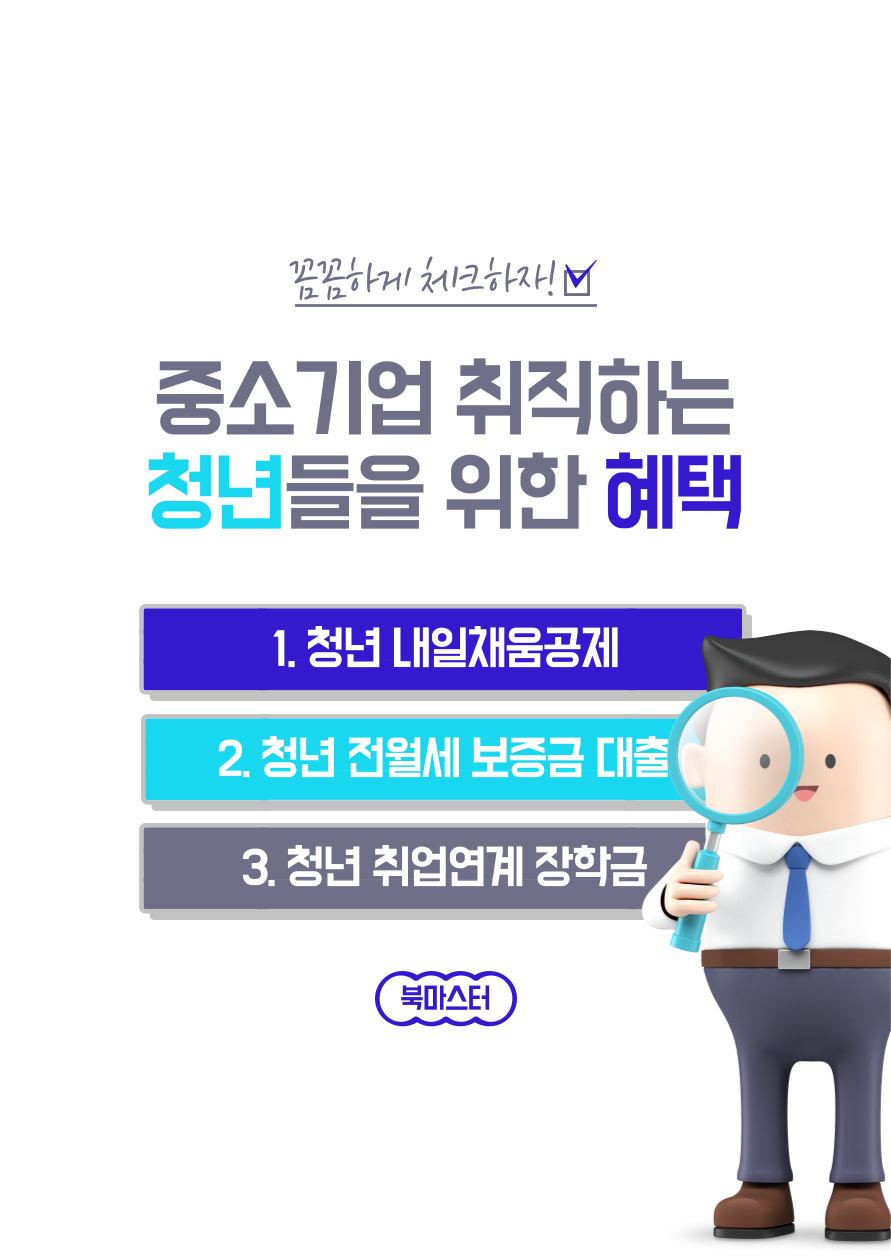 꼼꼼하게 체크하자!
중소기업 취직하는
청년들을 위한 혜택
1. 청년 내일채움공제
2. 청년 전월세 보증금 대출
3. 청년 취업연계 장학금
북마스터